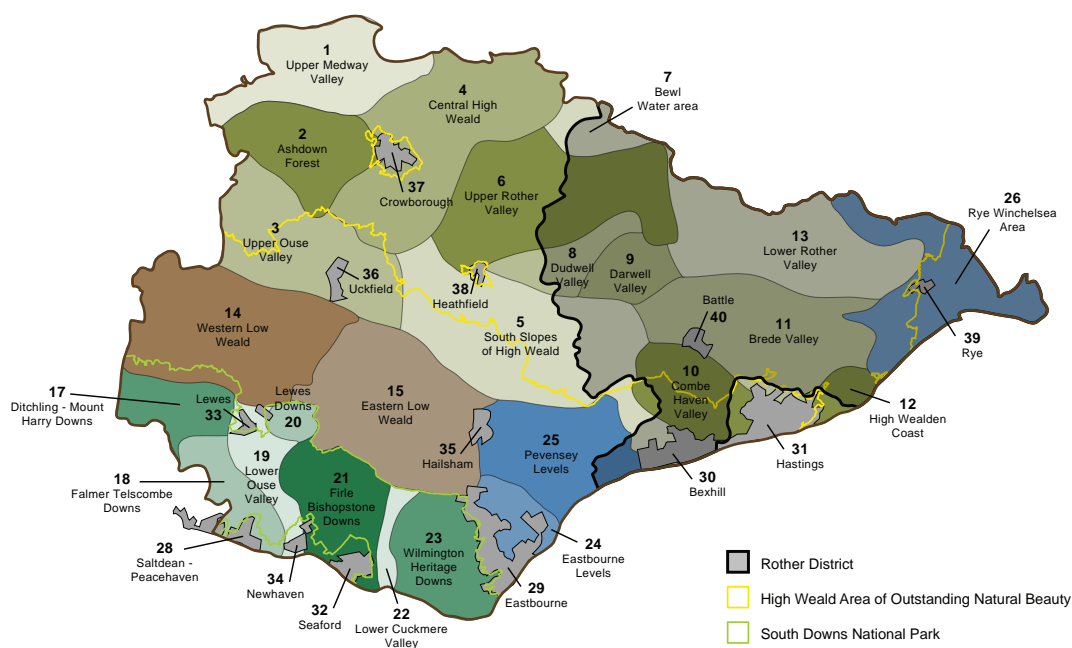 1
Upper Medway
Valley
4
Central High
Weald
7
Bewl
Water area
2
Ashdown
Forest
37
Crowborough
6
Upper Rother
Valley
26
Rye Winchelsea
Area
3
Upper Ouse
Valley
8
Dudwell
Valley
9
Darwell
Valley
13
Lower Rother
Valley
36
Uckfield
38
Heathfield
Battle
40
14
Western Low
Weald
5
South Slopes
of High Weald
11
Brede Valley
39
Rye
17
Ditchling - Mount
Harry Downs
Lewes
33
Lewes
Downs
20
15
Eastern Low
Weald
10
Combe
Haven
Valley
12
High Wealden
Coast
35
Hailsham
25
Pevensey
Levels
31
Hastings
30
Bexhill
18
Falmer Telscombe
Downs
19
Lower
Ouse
Valley
21
Firle
Bishopstone
Downs
23
Wilmington
Heritage
Downs
24
Eastbourne
Levels
28
Saltdean -
Peacehaven
34
Newhaven
32
Seaford
22
Lower Cuckmere
Valley
29
Eastbourne
Rother District
High Weald Area of Outstanding Natural Beauty
South Downs National Park